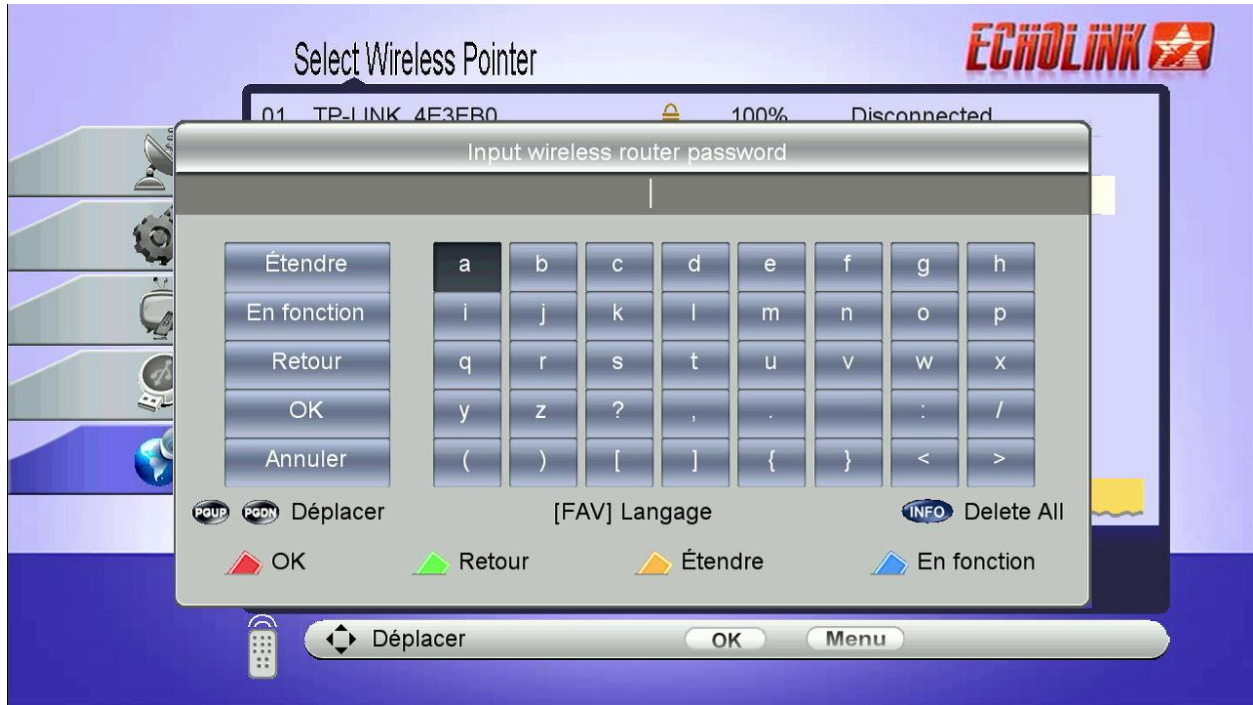 Select Wireless Pointer
ECHOLINK
01 TP-LINK_4E3EB0 100% Disconnected
Input wireless router password
Étendre a b c d e f g h
En fonction i j k l m n o p
Retour q r s t u v w x
OK y z ? , . : /
Annuler ( ) [ ] { } < >
PGUP PGDN Déplacer [FAV] Langage INFO Delete All
OK Retour Étendre En fonction
Déplacer OK Menu